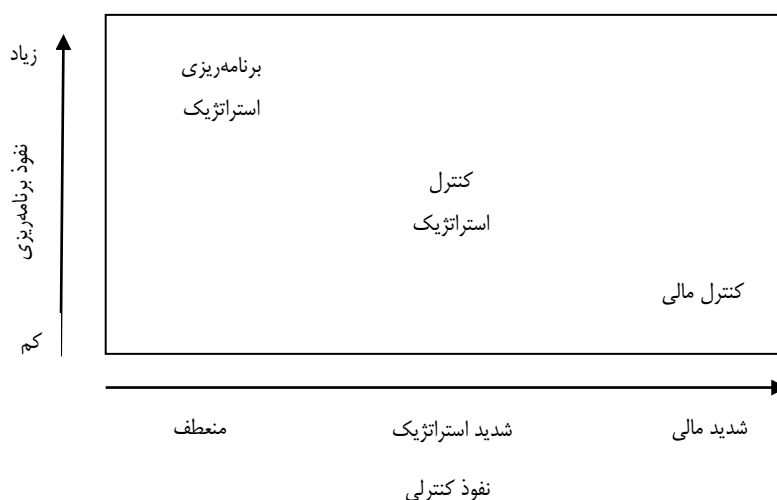 زیاد
برنامه‌ریزی
استراتژیک
نفوذ برنامه‌ریزی
کنترل
استراتژیک
کنترل مالی
کم
منعطف
شدید استراتژیک
شدید مالی
نفوذ کنترلی